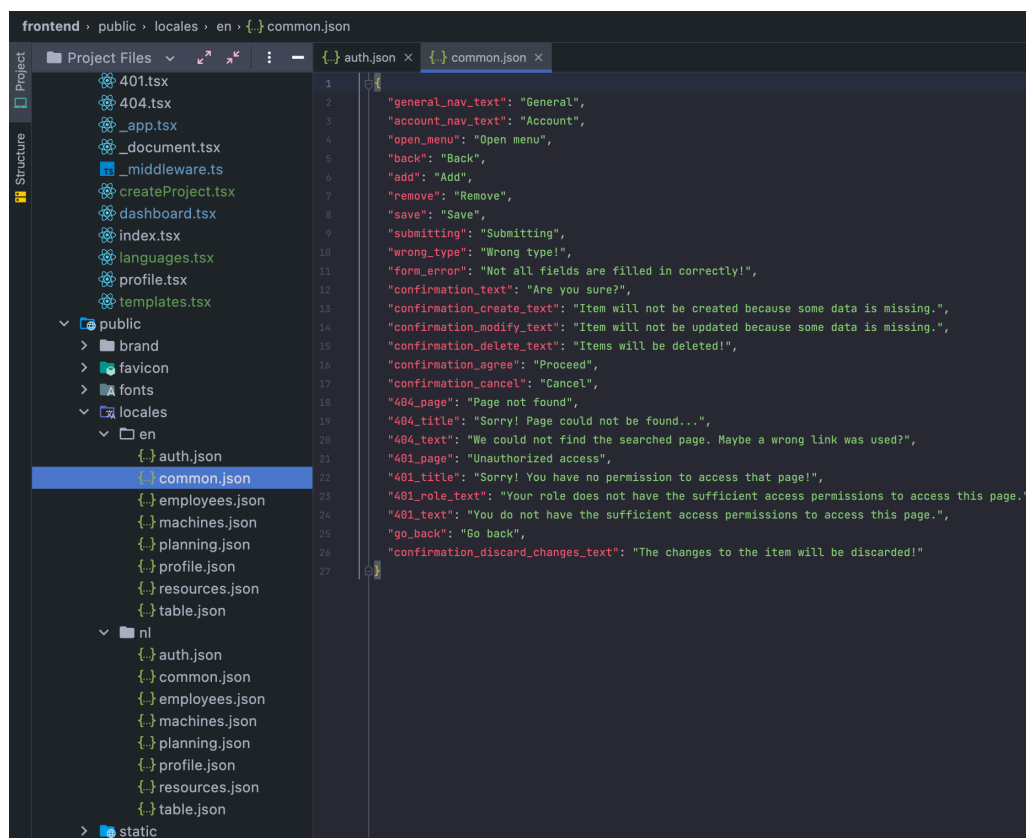 frontend › public › locales › en › {..} common.json
Project
Structure
Project Files
401.tsx
404.tsx
_app.tsx
_document.tsx
TS _middleware.ts
createProject.tsx
dashboard.tsx
index.tsx
languages.tsx
profile.tsx
templates.tsx
public
brand
favicon
fonts
locales
en
{..} auth.json
{..} common.json
{..} employees.json
{..} machines.json
{..} planning.json
{..} profile.json
{..} resources.json
{..} table.json
nl
{..} auth.json
{..} common.json
{..} employees.json
{..} machines.json
{..} planning.json
{..} profile.json
{..} resources.json
{..} table.json
static
{..} auth.json × {..} common.json ×
1 {
2 "general_nav_text": "General",
3 "account_nav_text": "Account",
4 "open_menu": "Open menu",
5 "back": "Back",
6 "add": "Add",
7 "remove": "Remove",
8 "save": "Save",
9 "submitting": "Submitting",
10 "wrong_type": "Wrong type!",
11 "form_error": "Not all fields are filled in correctly!",
12 "confirmation_text": "Are you sure?",
13 "confirmation_create_text": "Item will not be created because some data is missing.",
14 "confirmation_modify_text": "Item will not be updated because some data is missing.",
15 "confirmation_delete_text": "Items will be deleted!",
16 "confirmation_agree": "Proceed",
17 "confirmation_cancel": "Cancel",
18 "404_page": "Page not found",
19 "404_title": "Sorry! Page could not be found...",
20 "404_text": "We could not find the searched page. Maybe a wrong link was used?",
21 "401_page": "Unauthorized access",
22 "401_title": "Sorry! You have no permission to access that page!",
23 "401_role_text": "Your role does not have the sufficient access permissions to access this page."
24 "401_text": "You do not have the sufficient access permissions to access this page.",
25 "go_back": "Go back",
26 "confirmation_discard_changes_text": "The changes to the item will be discarded!"
27 }